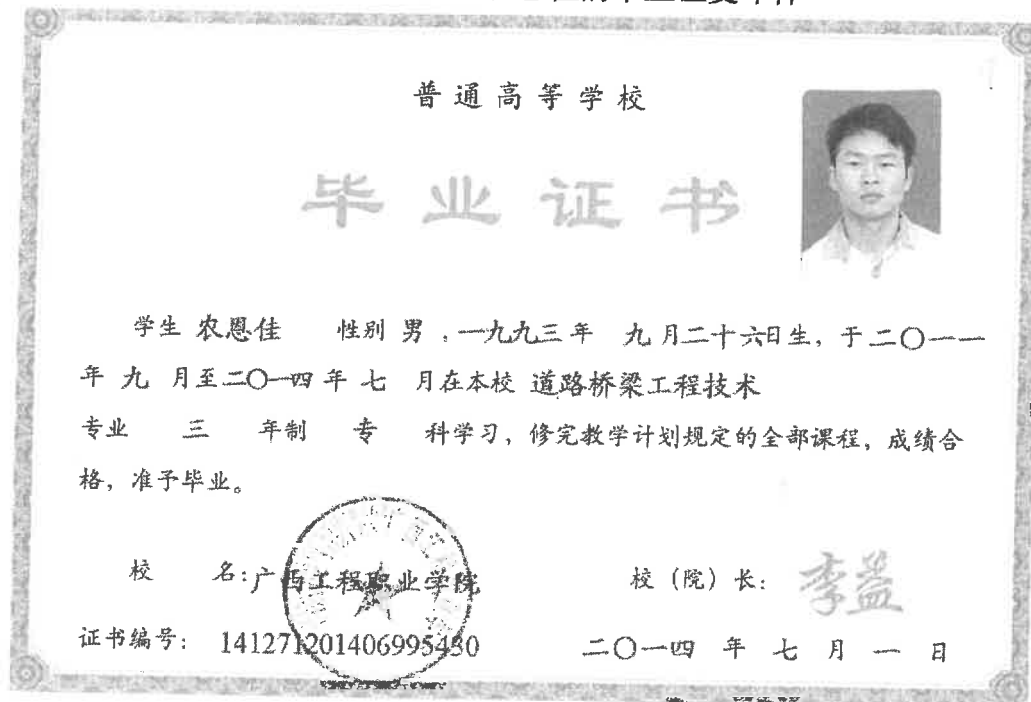 普通高等学校
毕业证书
学生 农恩佳 性别 男 ,一九九三年 九月二十六日生,于二〇一一
年 九 月至二〇一四年 七 月在本校 道路桥梁工程技术
专业 三 年制 专 科学习,修完教学计划规定的全部课程,成绩合
格,准予毕业。
校 名:广西工程职业学院
校(院)长: 李益
证书编号: 141271201406995430
二〇一四 年 七 月 一 日